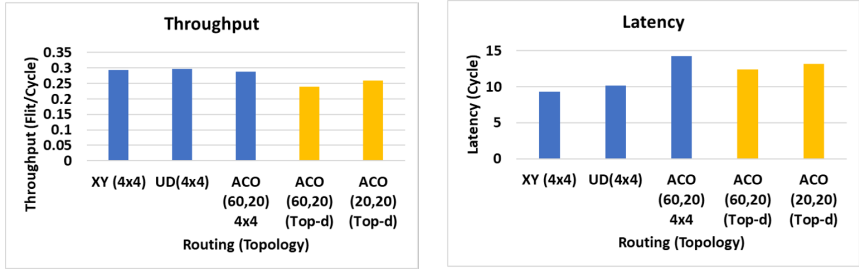 Throughput
Throughput (Flit/Cycle)
0.35
0.3
0.25
0.2
0.15
0.1
0.05
0
XY (4x4) UD(4x4) ACO ACO ACO
(60,20) (60,20) (20,20)
4x4 (Top-d) (Top-d)
Routing (Topology)
Latency
Latency (Cycle)
15
10
5
0
XY (4x4) UD(4x4) ACO ACO ACO
(60,20) (60,20) (20,20)
4x4 (Top-d) (Top-d)
Routing (Topology)